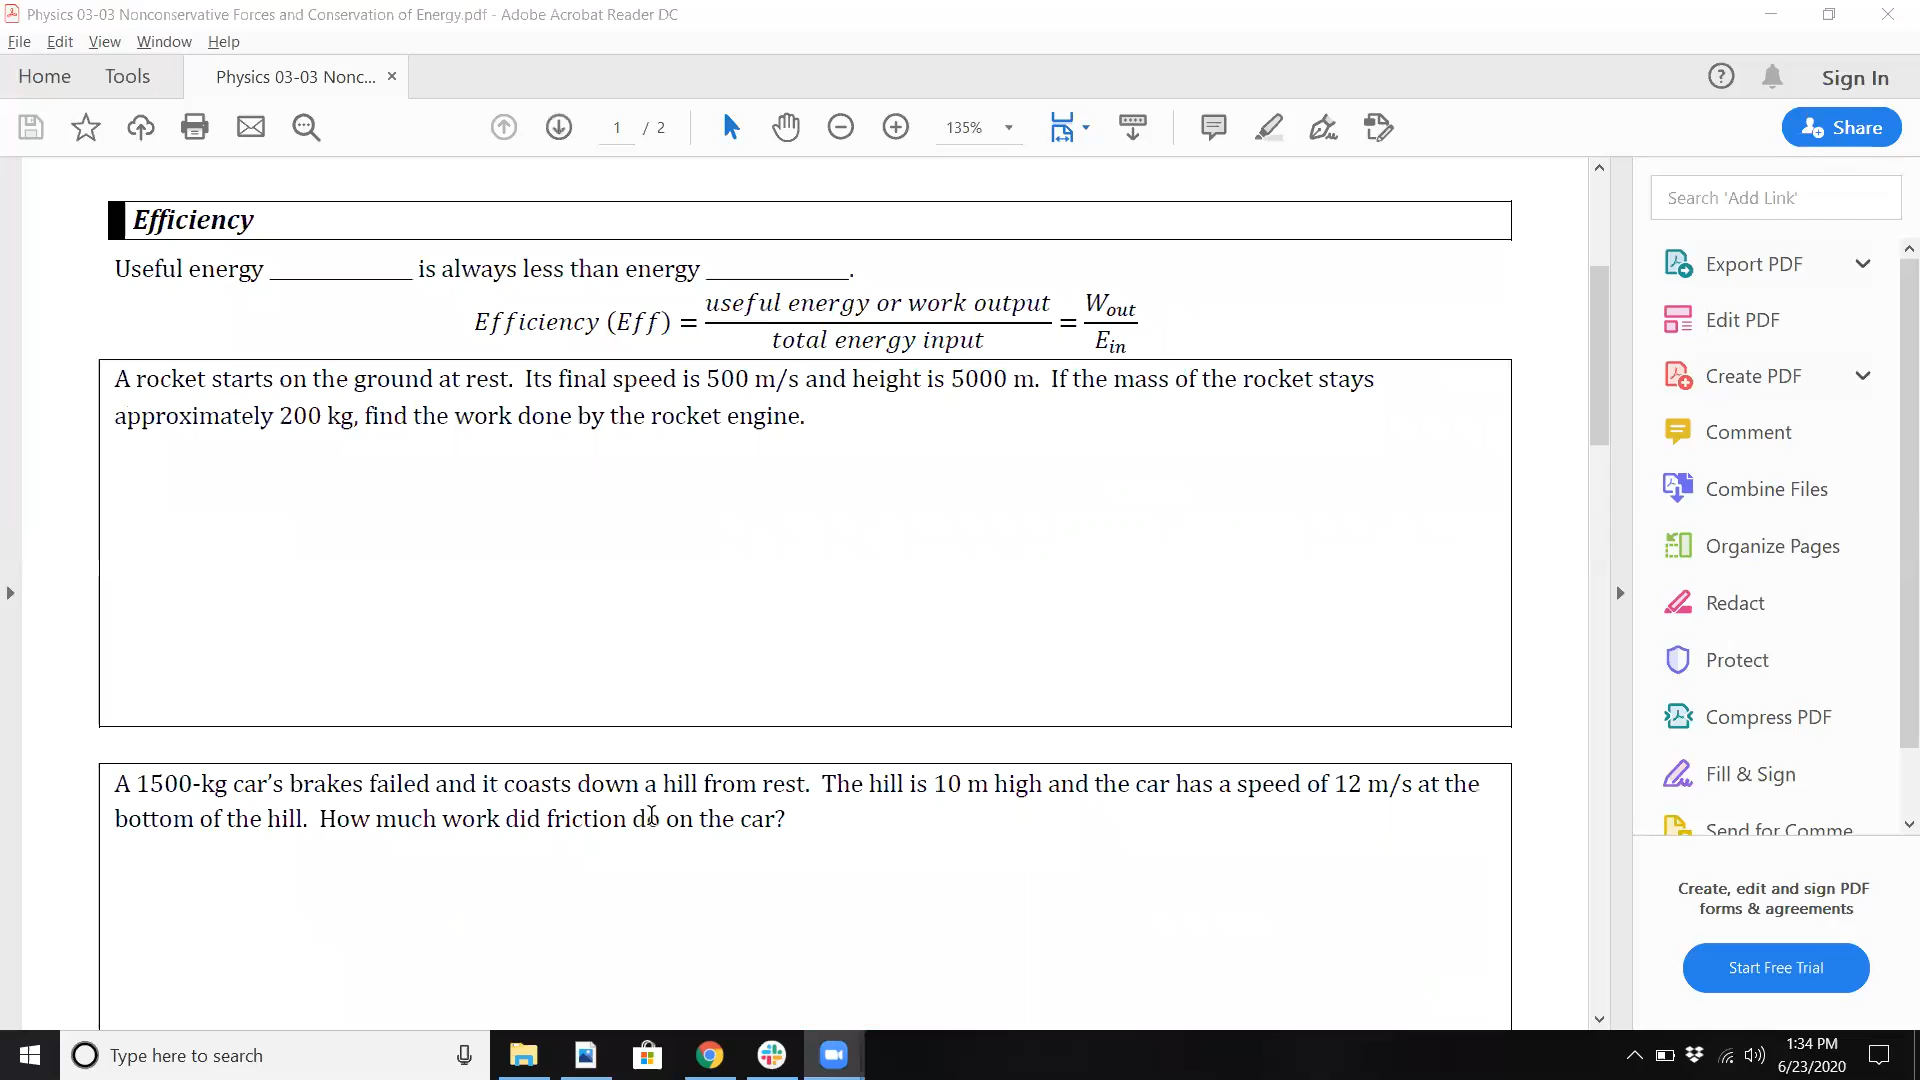 Physics 03-03 Nonconservative Forces and Conservation of Energy.pdf - Adobe Acrobat Reader DC
File Edit View Window Help
Home Tools Physics 03-03 Nonc... × Sign In
1 / 2 135% Share
Efficiency
Useful energy ____________ is always less than energy ____________.
Efficiency (Eff) = useful energy or work output / total energy input = W_out / E_in
A rocket starts on the ground at rest. Its final speed is 500 m/s and height is 5000 m. If the mass of the rocket stays
approximately 200 kg, find the work done by the rocket engine.
A 1500-kg car's brakes failed and it coasts down a hill from rest. The hill is 10 m high and the car has a speed of 12 m/s at the
bottom of the hill. How much work did friction do on the car?
Search 'Add Link'
Export PDF
Edit PDF
Create PDF
Comment
Combine Files
Organize Pages
Redact
Protect
Compress PDF
Fill & Sign
Send for Comme
Create, edit and sign PDF
forms & agreements
Start Free Trial
Type here to search
1:34 PM
6/23/2020